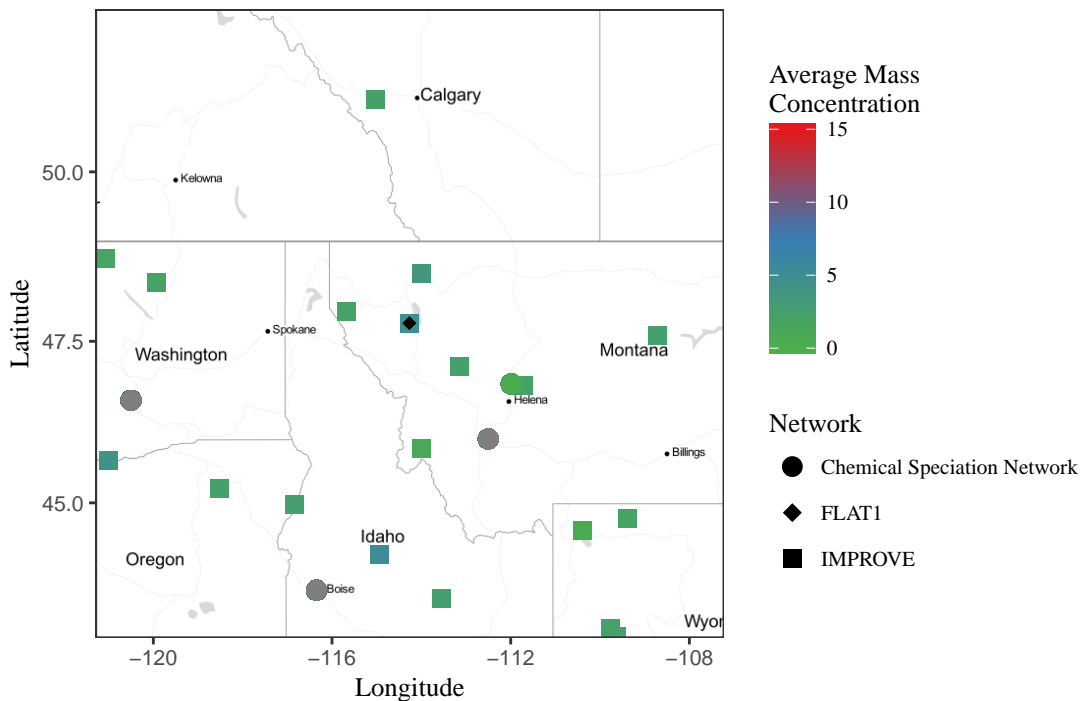 Calgary
Kelowna
Spokane
Washington
Montana
Helena
Billings
Idaho
Oregon
Boise
Wyor
50.0
47.5
45.0
Latitude
−120
−116
−112
−108
Longitude
Average Mass
Concentration
15
10
5
0
Network
Chemical Speciation Network
FLAT1
IMPROVE